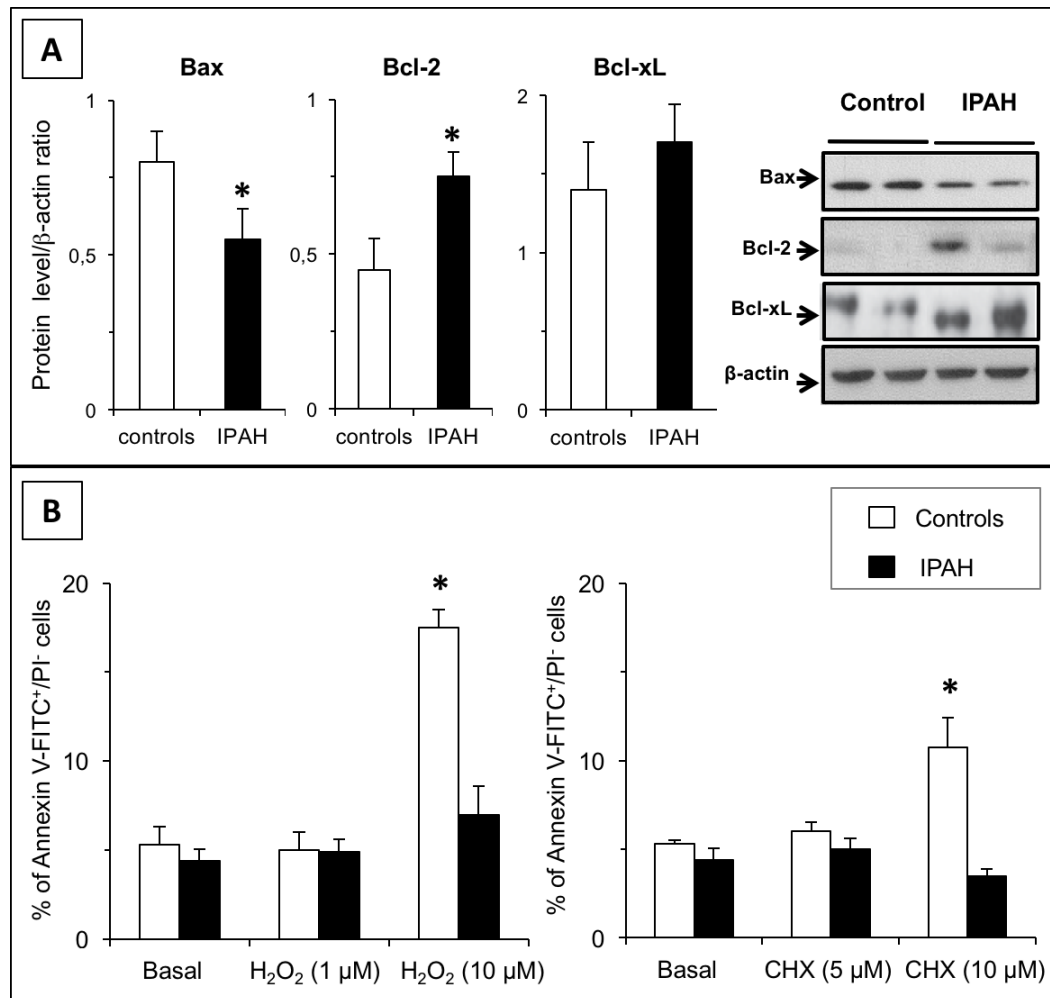 A
Bax
Bcl-2
Bcl-xL
Protein level/β-actin ratio
1
0,5
0
controls
IPAH
*
1
0,5
0
controls
IPAH
*
2
1
0
controls
IPAH
Control
IPAH
Bax
Bcl-2
Bcl-xL
β-actin
B
Controls
IPAH
% of Annexin V-FITC⁺/PI⁻ cells
20
10
0
*
Basal
H₂O₂ (1 µM)
H₂O₂ (10 µM)
% of Annexin V-FITC⁺/PI⁻ cells
20
10
0
*
Basal
CHX (5 µM)
CHX (10 µM)